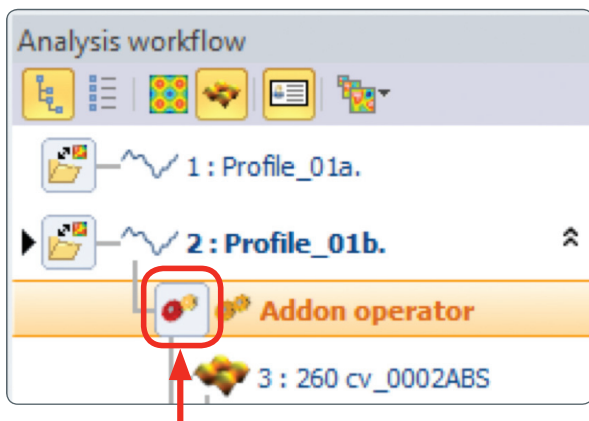 Analysis workflow
1 : Profile_01a.
2 : Profile_01b.
Addon operator
3 : 260 cv_0002ABS